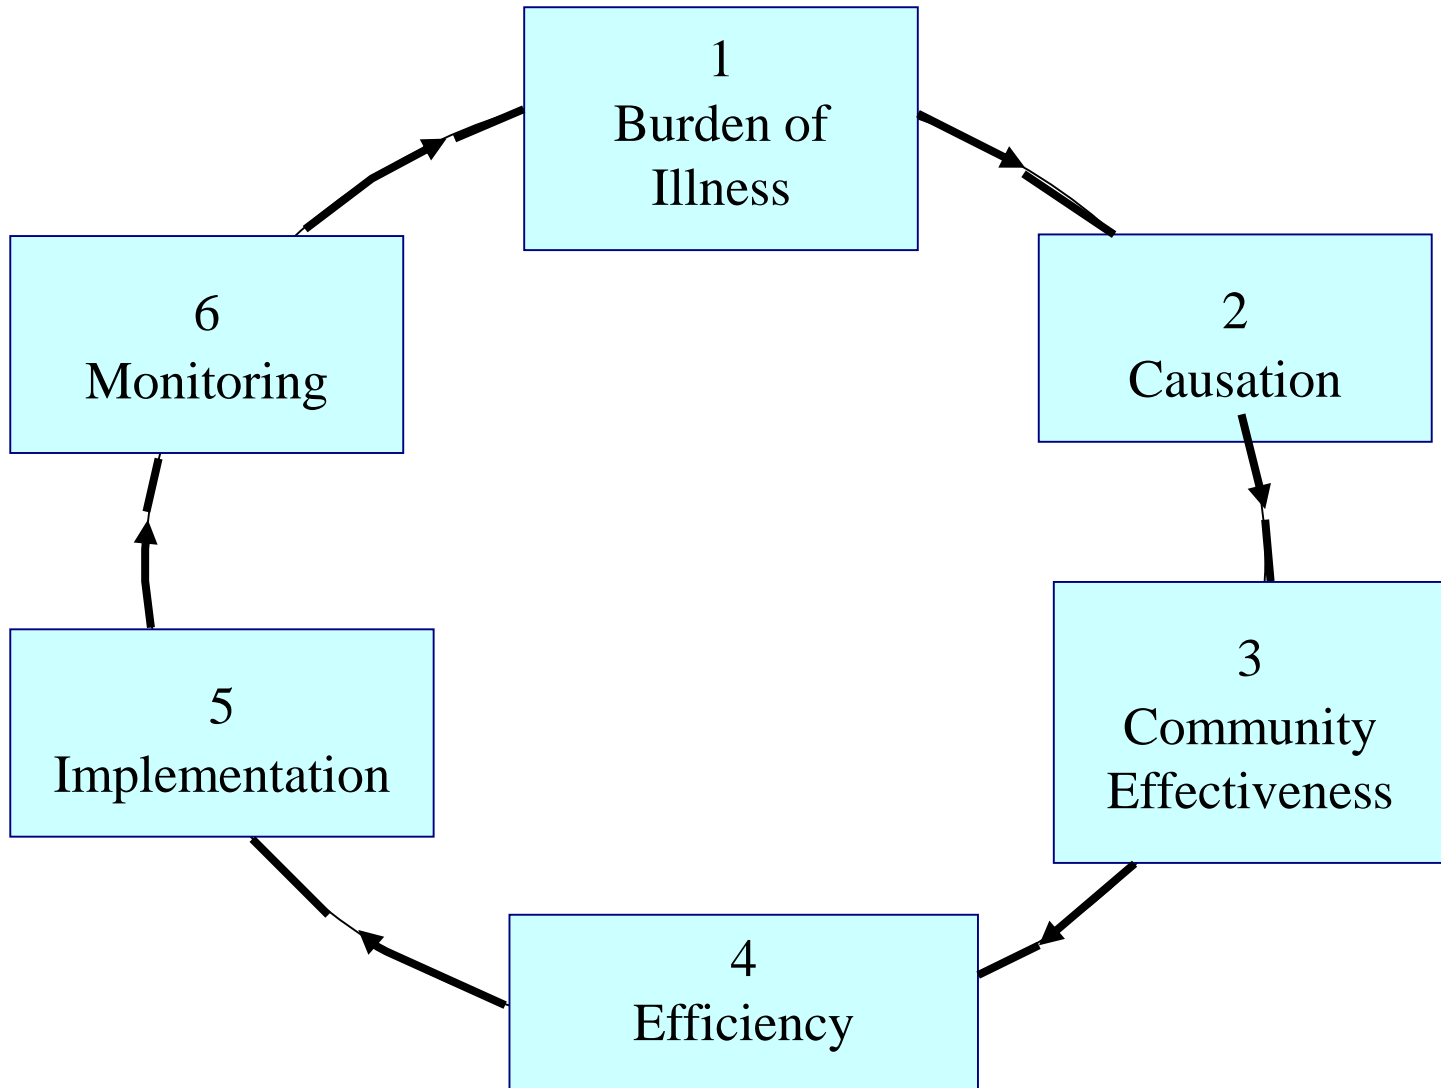 1
Burden of
Illness
2
Causation
3
Community
Effectiveness
4
Efficiency
5
Implementation
6
Monitoring